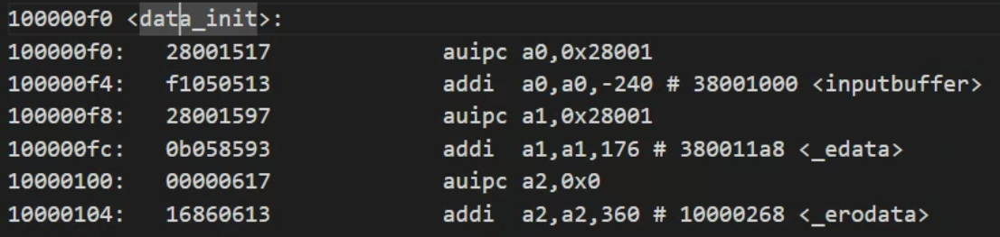 100000f0 <data_init>:
100000f0: 28001517 auipc a0,0x28001
100000f4: f1050513 addi a0,a0,-240 # 38001000 <inputbuffer>
100000f8: 28001597 auipc a1,0x28001
100000fc: 0b058593 addi a1,a1,176 # 380011a8 <_edata>
10000100: 00000617 auipc a2,0x0
10000104: 16860613 addi a2,a2,360 # 10000268 <_erodata>